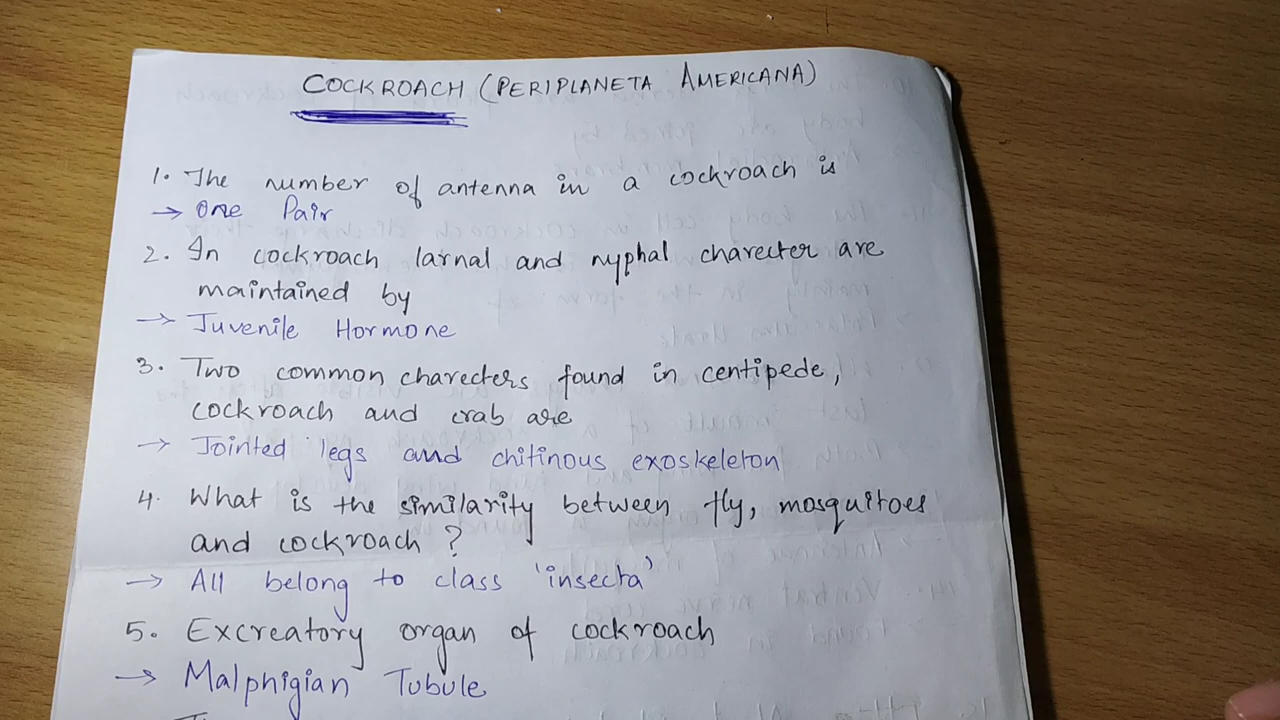 COCKROACH (PERIPLANETA AMERICANA)
1. The number of antenna in a cockroach is
→ One Pair
2. In cockroach larnal and nyphal charecter are
maintained by
→ Juvenile Hormone
3. Two common charecters found in centipede,
cockroach and crab are
→ Jointed legs and chitinous exoskeleton
4. What is the similarity between fly, mosquitoes
and cockroach ?
→ All belong to class 'insecta'
5. Excreatory organ of cockroach
→ Malphigian Tubule